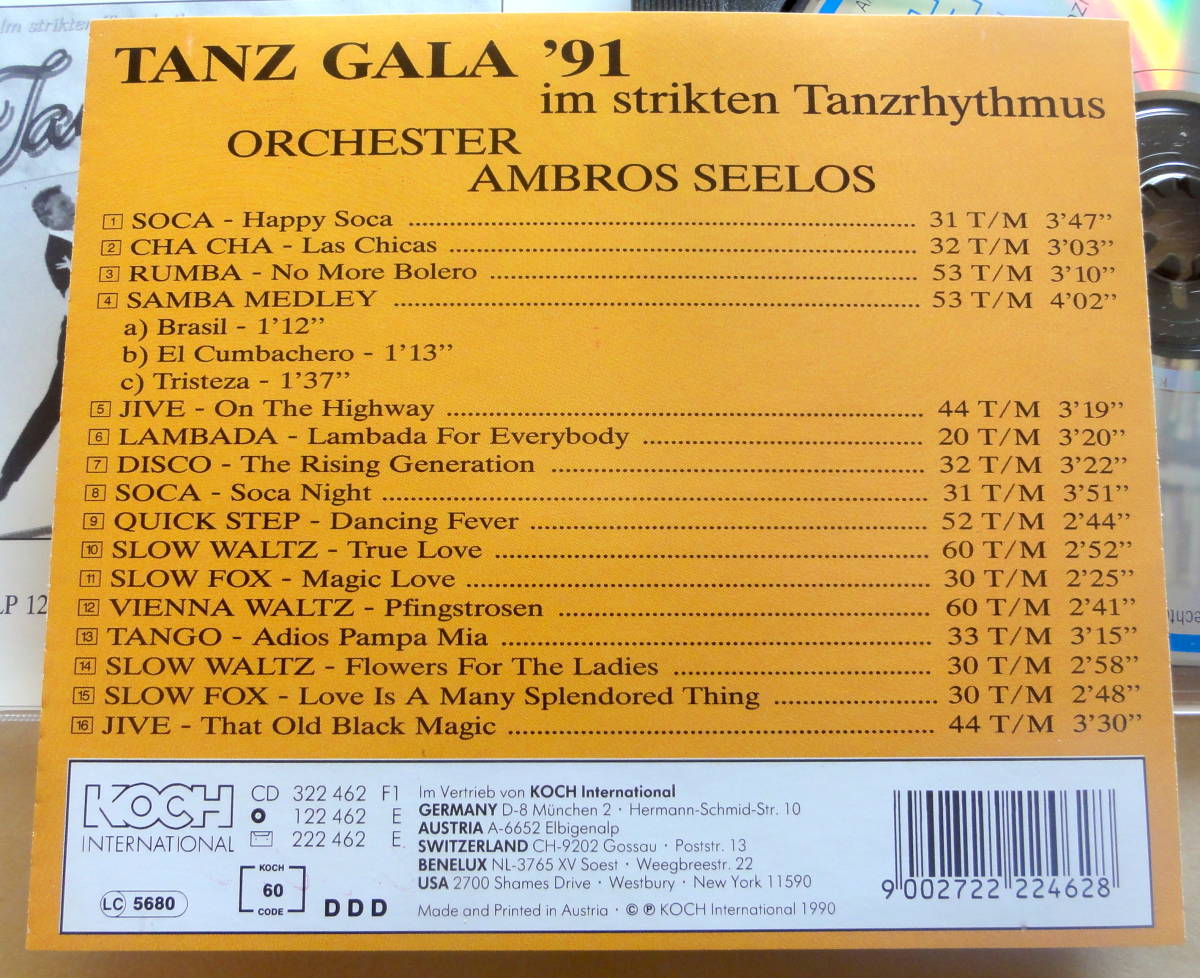 Im strikten
TANZ GALA ’91
im strikten Tanzrhythmus
ORCHESTER
AMBROS SEELOS
1 SOCA - Happy Soca ........ 31 T/M 3’47”
2 CHA CHA - Las Chicas ........ 32 T/M 3’03”
3 RUMBA - No More Bolero ........ 53 T/M 3’10”
4 SAMBA MEDLEY ........ 53 T/M 4’02”
a) Brasil - 1’12”
b) El Cumbachero - 1’13”
c) Tristeza - 1’37”
5 JIVE - On The Highway ........ 44 T/M 3’19”
6 LAMBADA - Lambada For Everybody ........ 20 T/M 3’20”
7 DISCO - The Rising Generation ........ 32 T/M 3’22”
8 SOCA - Soca Night ........ 31 T/M 3’51”
9 QUICK STEP - Dancing Fever ........ 52 T/M 2’44”
10 SLOW WALTZ - True Love ........ 60 T/M 2’52”
11 SLOW FOX - Magic Love ........ 30 T/M 2’25”
12 VIENNA WALTZ - Pfingstrosen ........ 60 T/M 2’41”
13 TANGO - Adios Pampa Mia ........ 33 T/M 3’15”
14 SLOW WALTZ - Flowers For The Ladies ........ 30 T/M 2’58”
15 SLOW FOX - Love Is A Many Splendored Thing ........ 30 T/M 2’48”
16 JIVE - That Old Black Magic ........ 44 T/M 3’30”
LP 12
KOCH
INTERNATIONAL
CD 322 462 F1
122 462 E
222 462 E
LC 5680
KOCH
60
CODE
DDD
Im Vertrieb von KOCH International
GERMANY D-8 München 2 · Hermann-Schmid-Str. 10
AUSTRIA A-6652 Elbigenalp
SWITZERLAND CH-9202 Gossau · Poststr. 13
BENELUX NL-3765 XV Soest · Weegbreestr. 22
USA 2700 Shames Drive · Westbury · New York 11590
Made and Printed in Austria · © ℗ KOCH International 1990
9 002722 224628